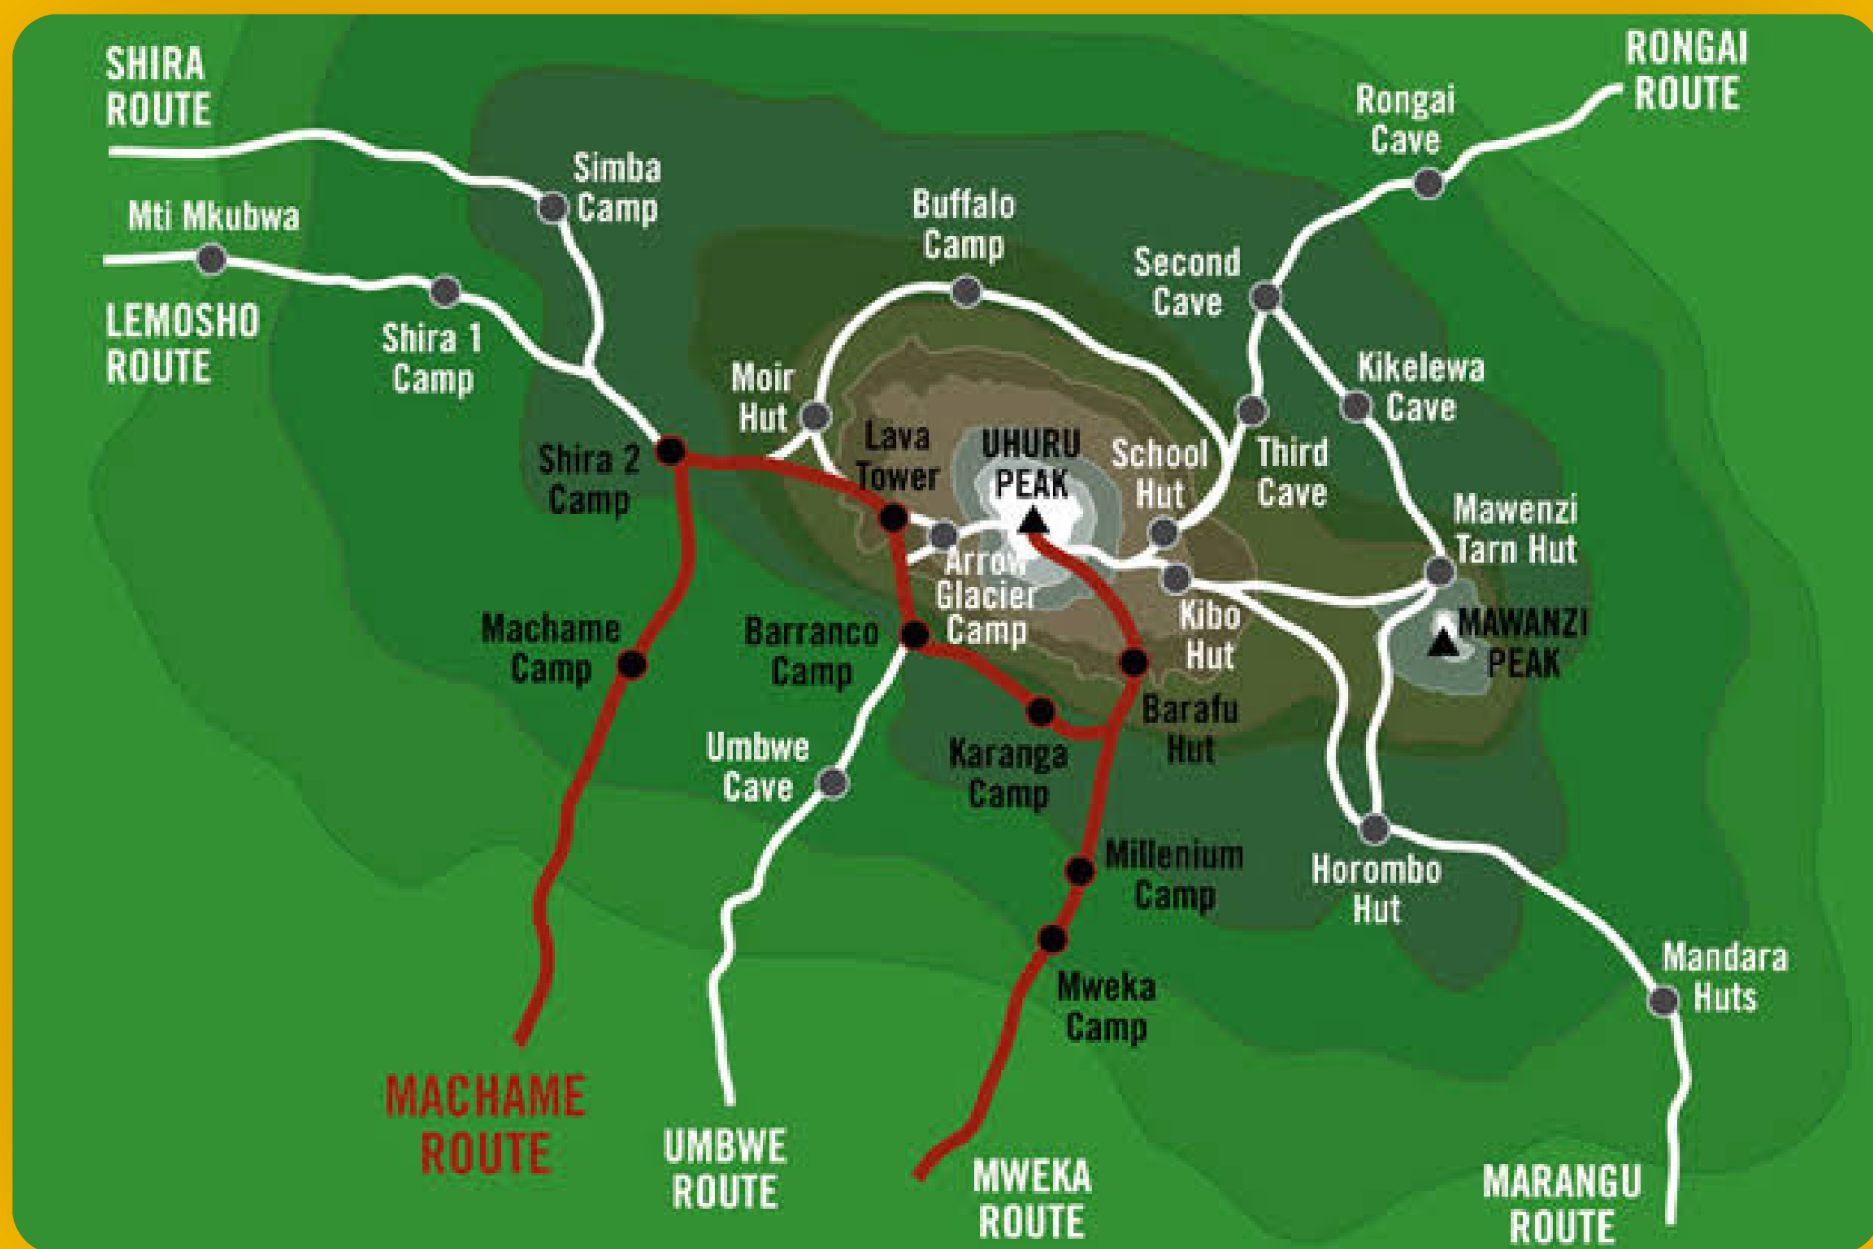 SHIRA
ROUTE
RONGAI
ROUTE
Rongai
Cave
Simba
Camp
Mti Mkubwa
Buffalo
Camp
Second
Cave
LEMOSHO
ROUTE
Shira 1
Camp
Moir
Hut
Kikelewa
Cave
Lava
Tower
UHURU
PEAK
School
Hut
Third
Cave
Shira 2
Camp
Mawenzi
Tarn Hut
Arrow
Glacier
Camp
Machame
Camp
Barranco
Camp
Kibo
Hut
MAWANZI
PEAK
Barafu
Hut
Umbwe
Cave
Karanga
Camp
Millenium
Camp
Horombo
Hut
Mandara
Huts
Mweka
Camp
MACHAME
ROUTE
UMBWE
ROUTE
MWEKA
ROUTE
MARANGU
ROUTE